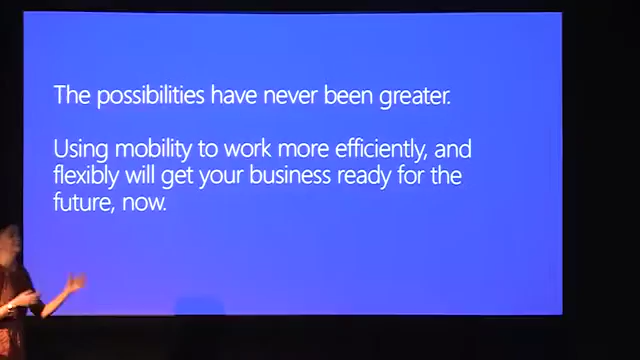 The possibilities have never been greater.
Using mobility to work more efficiently, and
flexibly will get your business ready for the
future, now.